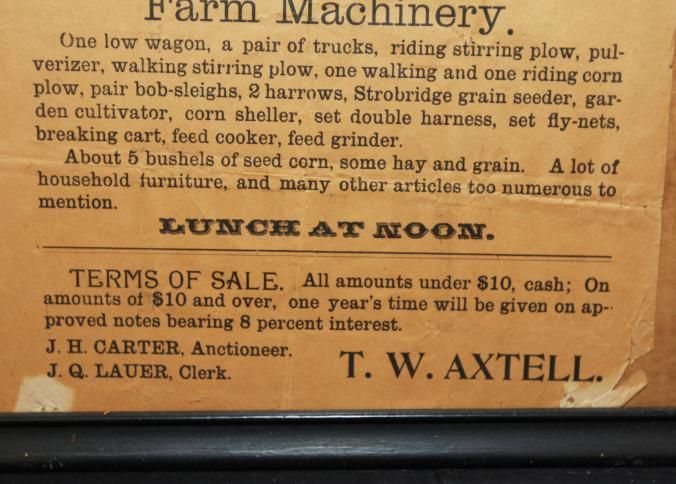 Farm Machinery.
One low wagon, a pair of trucks, riding stirring plow, pul-
verizer, walking stirring plow, one walking and one riding corn
plow, pair bob-sleighs, 2 harrows, Strobridge grain seeder, gar-
den cultivator, corn sheller, set double harness, set fly-nets,
breaking cart, feed cooker, feed grinder.
About 5 bushels of seed corn, some hay and grain. A lot of
household furniture, and many other articles too numerous to
mention.
LUNCH AT NOON.
TERMS OF SALE. All amounts under $10, cash; On
amounts of $10 and over, one year's time will be given on ap-
proved notes bearing 8 percent interest.
J. H. CARTER, Anctioneer.
J. Q. LAUER, Clerk.
T. W. AXTELL.